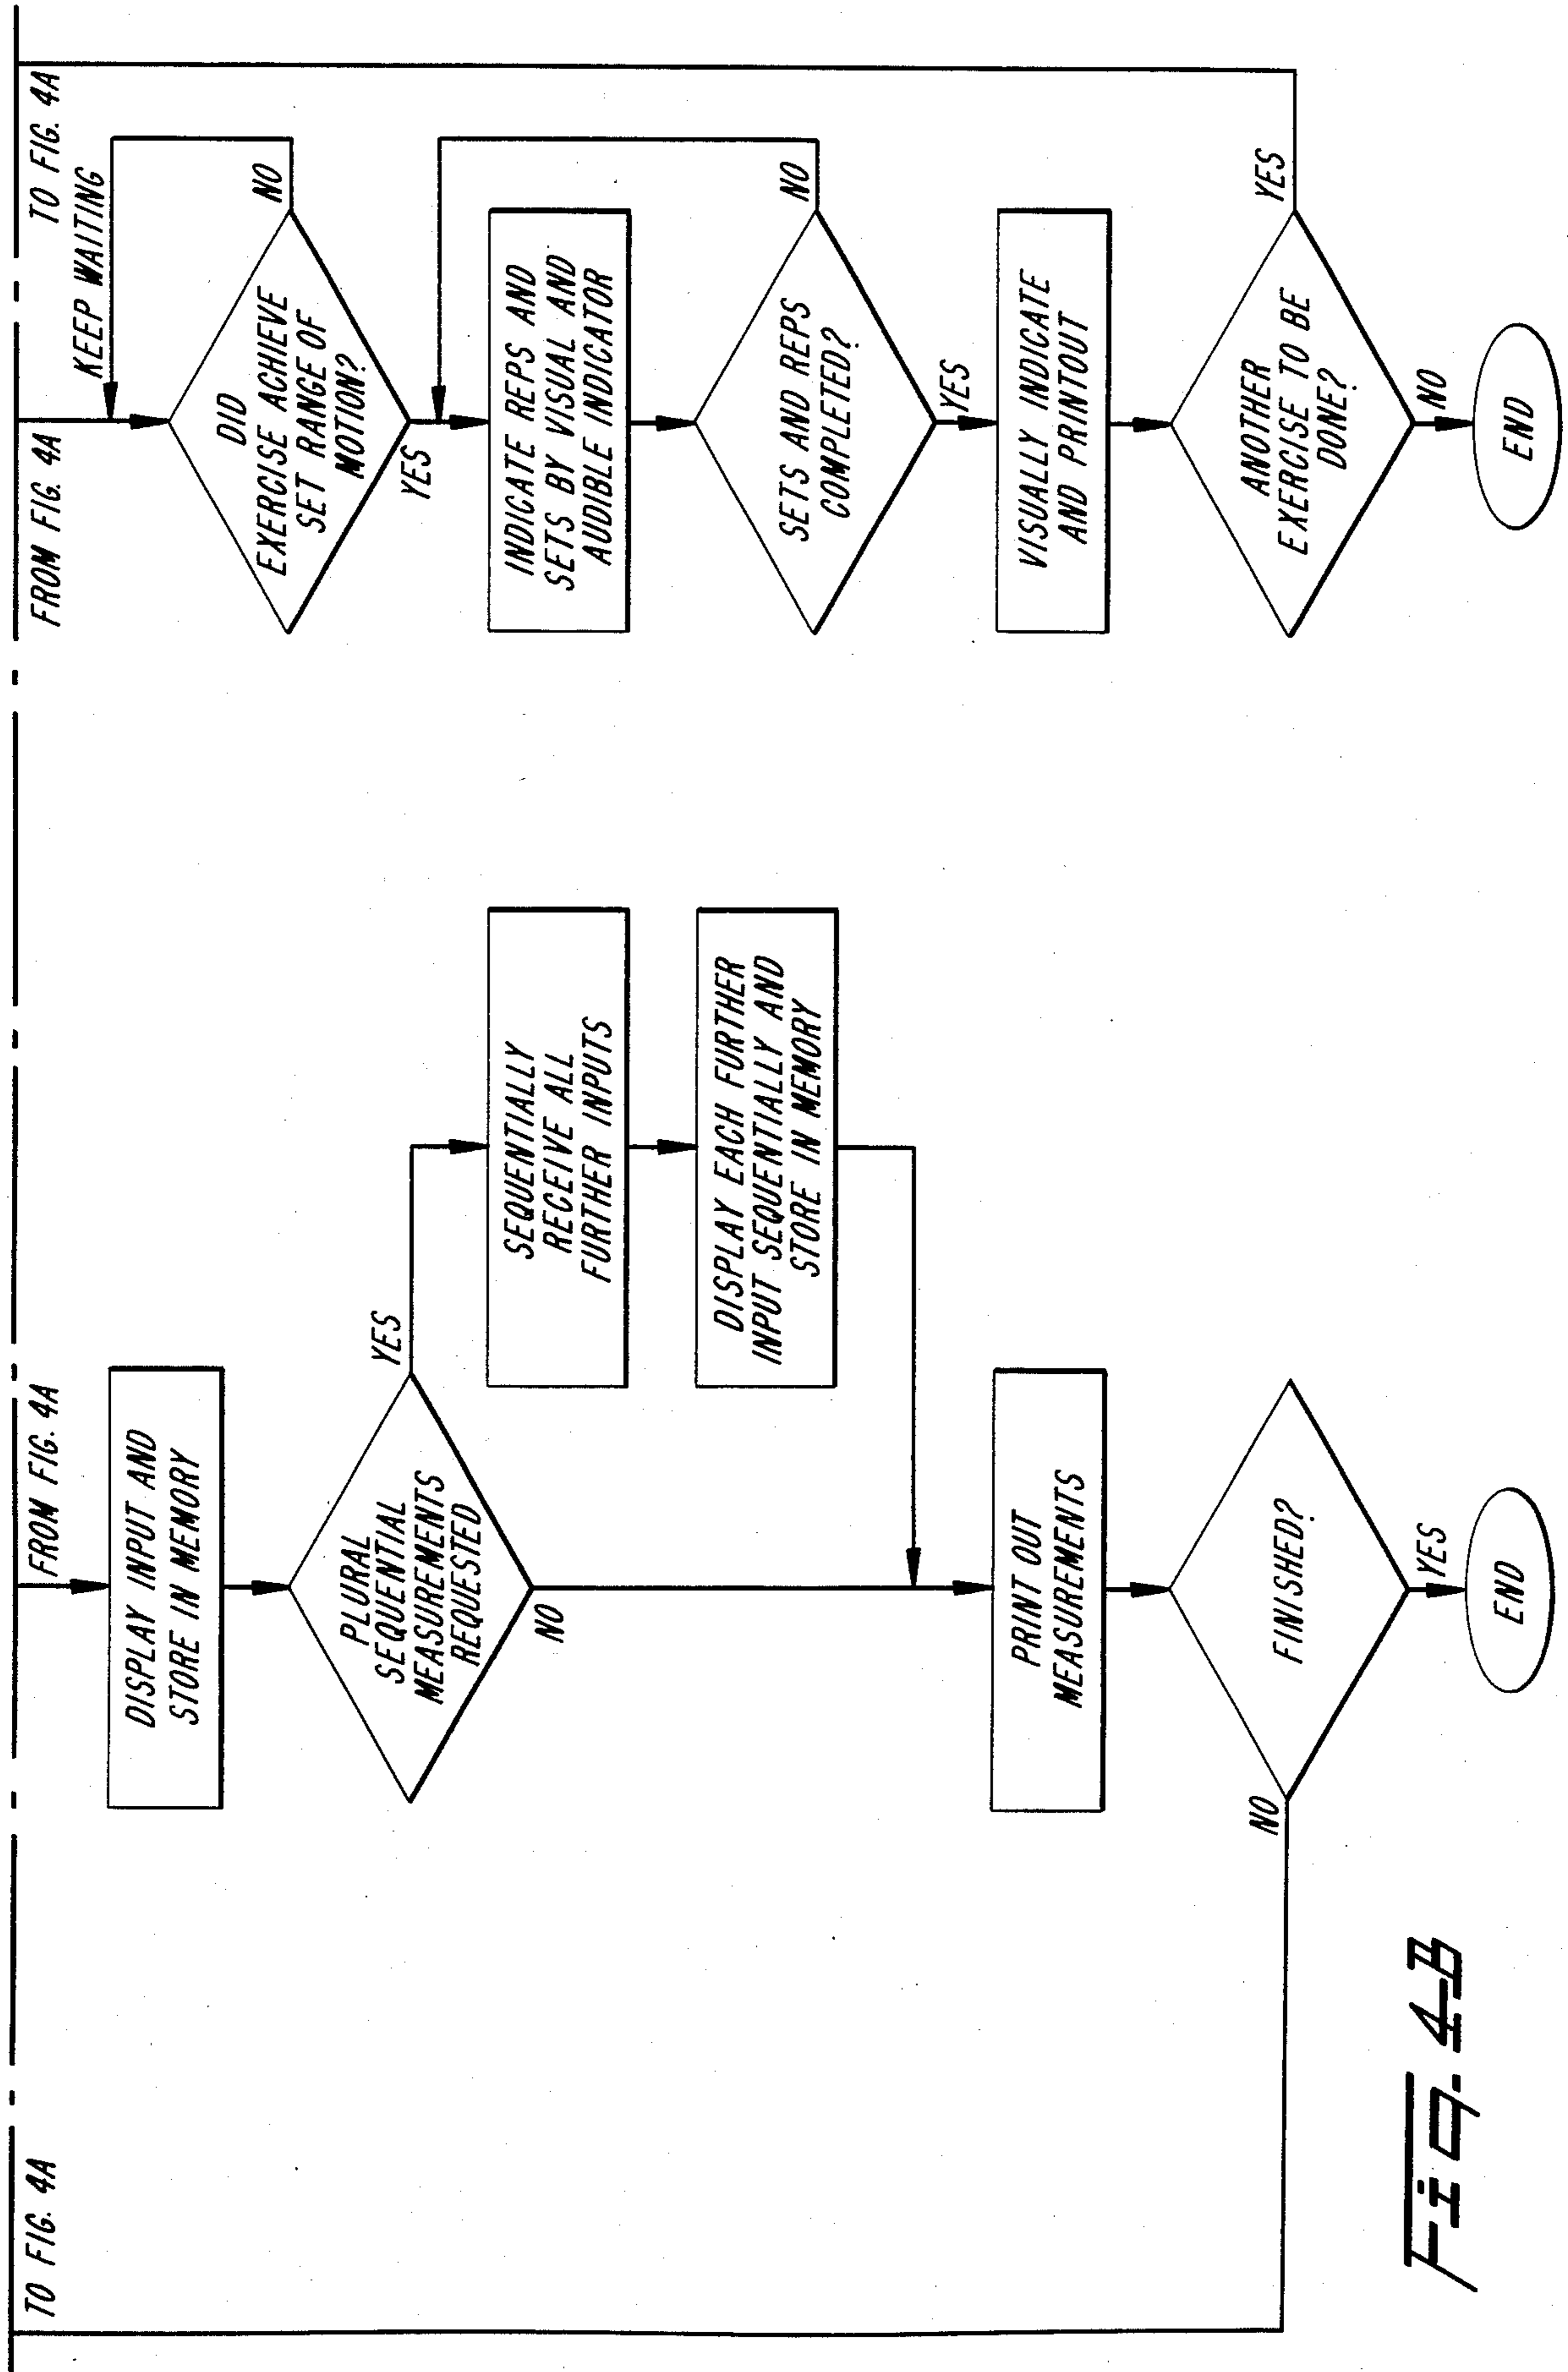 TO FIG. 4A
FROM FIG. 4A
DISPLAY INPUT AND
STORE IN MEMORY
PLURAL
SEQUENTIAL
MEASUREMENTS
REQUESTED
YES
NO
SEQUENTIALLY
RECEIVE ALL
FURTHER INPUTS
DISPLAY EACH FURTHER
INPUT SEQUENTIALLY AND
STORE IN MEMORY
PRINT OUT
MEASUREMENTS
FINISHED?
NO
YES
END
FROM FIG. 4A
TO FIG. 4A
KEEP WAITING
DID
EXERCISE ACHIEVE
SET RANGE OF
MOTION?
NO
YES
INDICATE REPS AND
SETS BY VISUAL AND
AUDIBLE INDICATOR
SETS AND REPS
COMPLETED?
NO
YES
VISUALLY INDICATE
AND PRINTOUT
ANOTHER
EXERCISE TO BE
DONE?
YES
NO
END
Fig. 4B